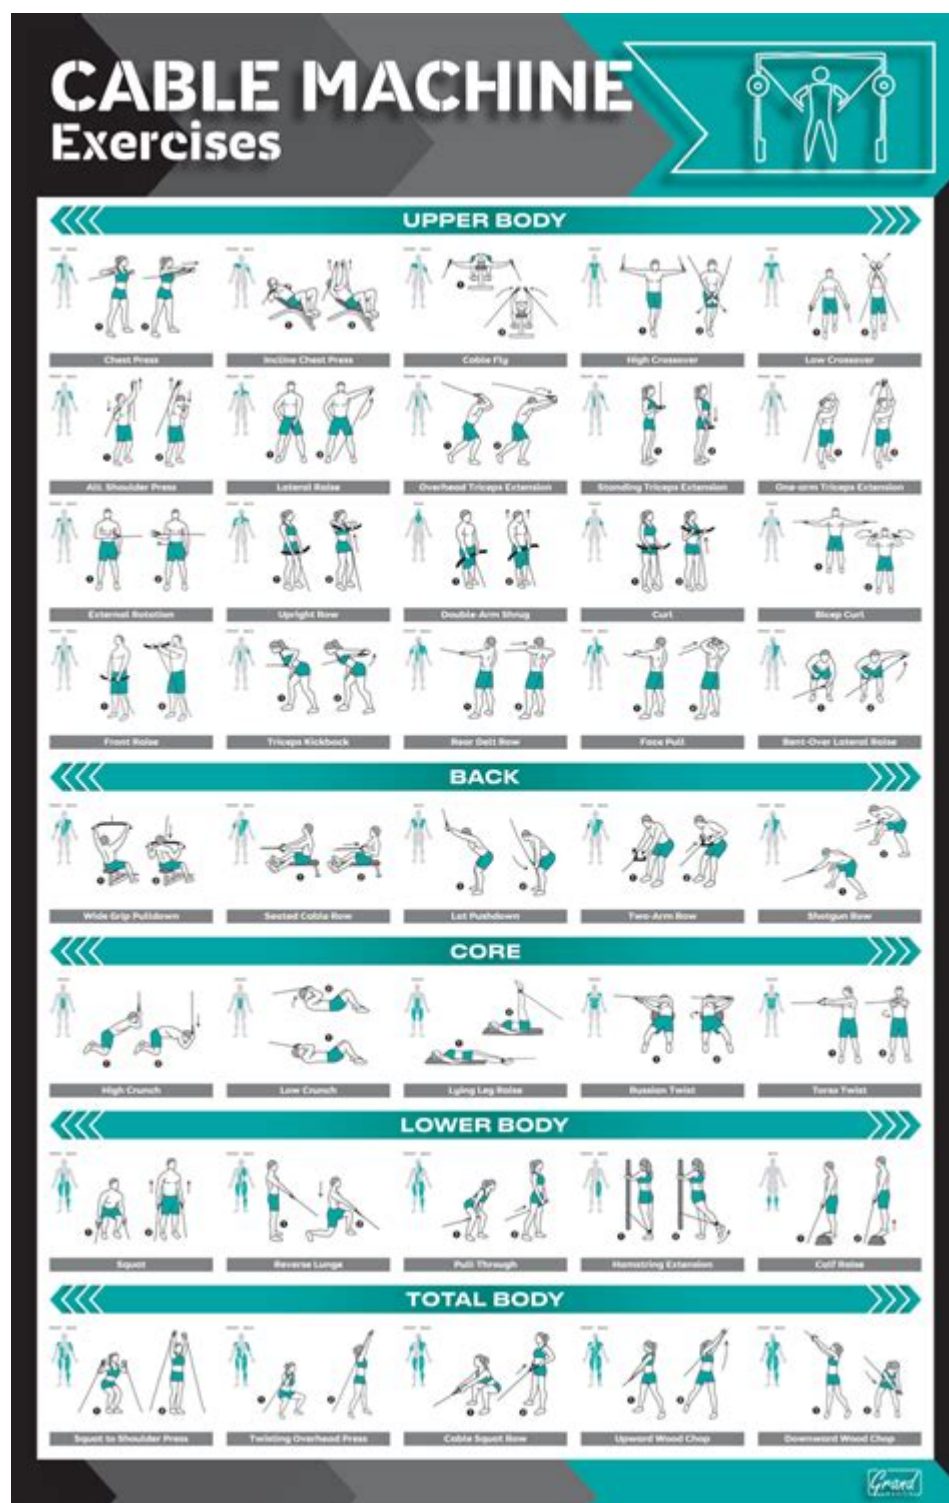 CABLE MACHINE
Exercises
UPPER BODY
Chest Press
Incline Chest Press
Cable Fly
High Crossover
Low Crossover
Alt. Shoulder Press
Lateral Raise
Overhead Triceps Extension
Standing Triceps Extension
One-arm Triceps Extension
External Rotation
Upright Row
Double-Arm Shrug
Curl
Bicep Curl
Front Raise
Triceps Kickback
Rear Delt Row
Face Pull
Bent-Over Lateral Raise
BACK
Wide Grip Pulldown
Seated Cable Row
Lat Pushdown
Two-Arm Row
Shotgun Row
CORE
High Crunch
Low Crunch
Lying Leg Raise
Russian Twist
Torso Twist
LOWER BODY
Squat
Reverse Lunge
Pull Through
Hamstring Extension
Calf Raise
TOTAL BODY
Squat to Shoulder Press
Twisting Overhead Press
Cable Squat Row
Upward Wood Chop
Downward Wood Chop
Grand